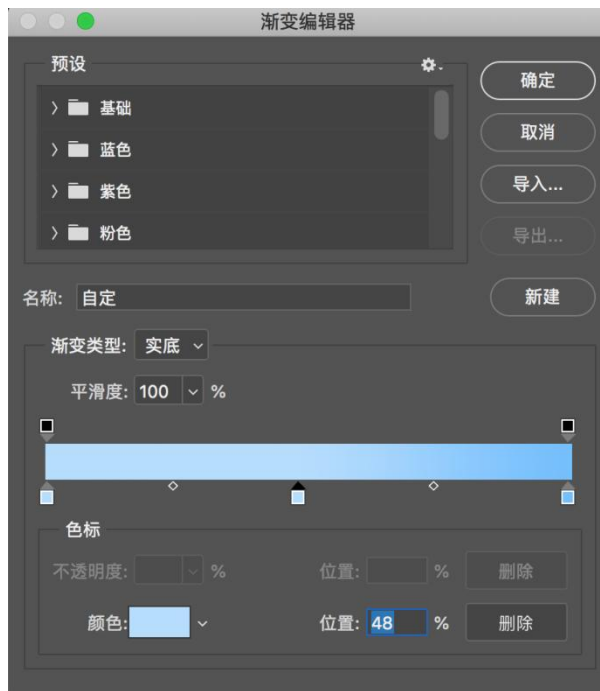 渐变编辑器
预设
基础
蓝色
紫色
粉色
确定
取消
导入...
导出...
名称: 自定
新建
渐变类型: 实底
平滑度: 100 %
色标
不透明度: %
位置: %
删除
颜色:
位置: 48 %
删除